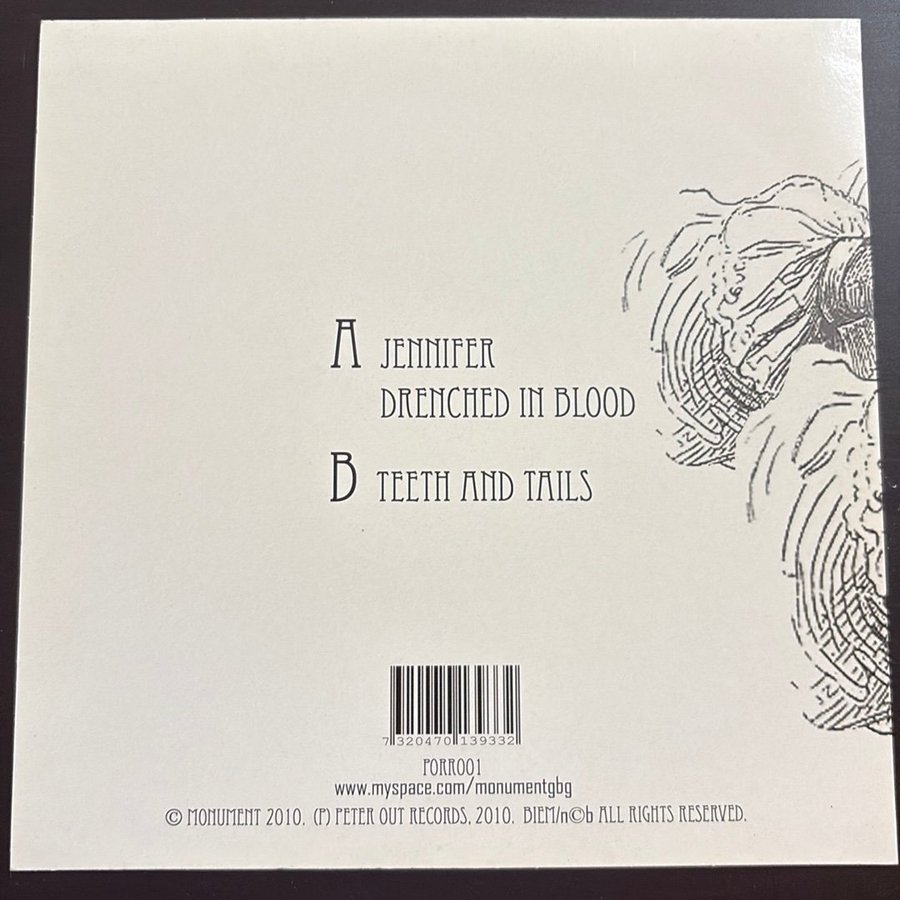 A JENNIFER
DRENCHED IN BLOOD
B TEETH AND TAILS
7 320470 139332
PORR001
www.myspace.com/monumentgbg
© MONUMENT 2010. (P) PETER OUT RECORDS, 2010. BIEM/n©b ALL RIGHTS RESERVED.